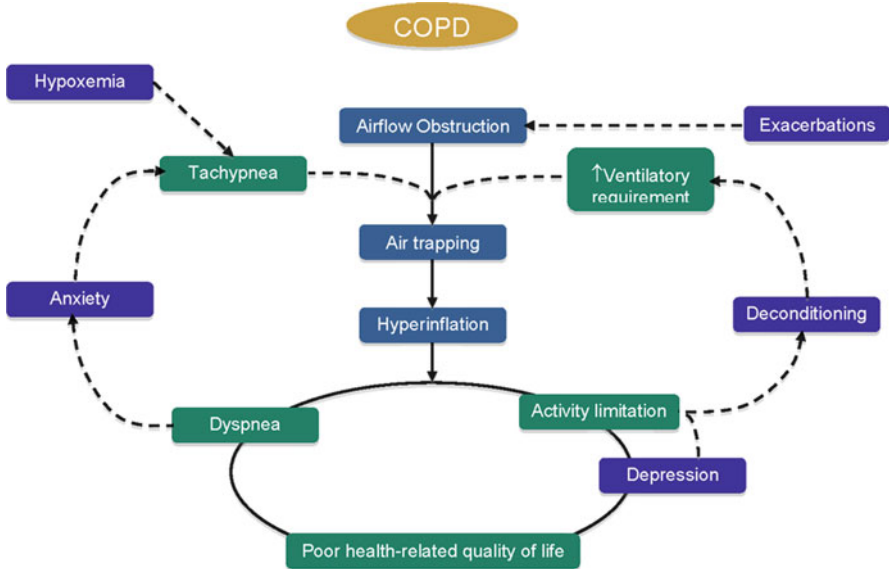 COPD
Hypoxemia
Airflow Obstruction
Exacerbations
Tachypnea
↑Ventilatory
requirement
Air trapping
Anxiety
Hyperinflation
Deconditioning
Dyspnea
Activity limitation
Depression
Poor health-related quality of life